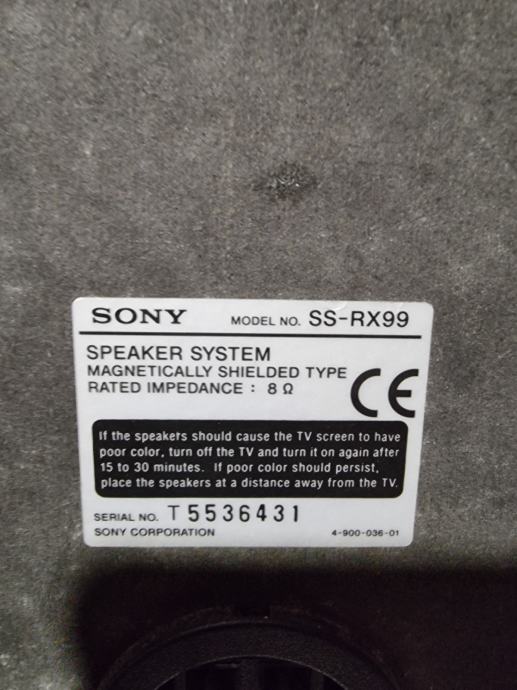 SONY MODEL NO. SS-RX99
SPEAKER SYSTEM
MAGNETICALLY SHIELDED TYPE
RATED IMPEDANCE : 8 Ω
CE
If the speakers should cause the TV screen to have
poor color, turn off the TV and turn it on again after
15 to 30 minutes. If poor color should persist,
place the speakers at a distance away from the TV.
SERIAL NO. T 5536431
SONY CORPORATION 4-900-036-01